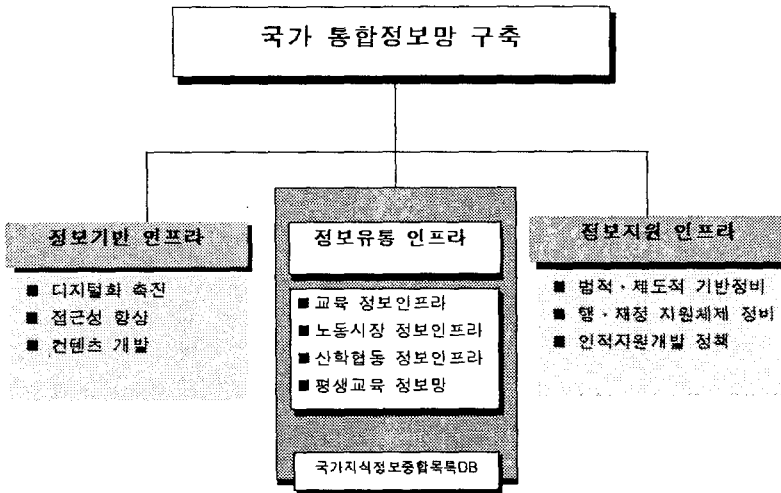 국가 통합정보망 구축
정보기반 인프라
■ 디지털화 촉진
■ 접근성 향상
■ 컨텐츠 개발
정보유통 인프라
■ 교육 정보인프라
■ 노동시장 정보인프라
■ 산학협동 정보인프라
■ 평생교육 정보망
국가지식정보종합목록DB
정보지원 인프라
■ 법적·제도적 기반정비
■ 행·재정 지원체제 정비
■ 인적자원개발 정책